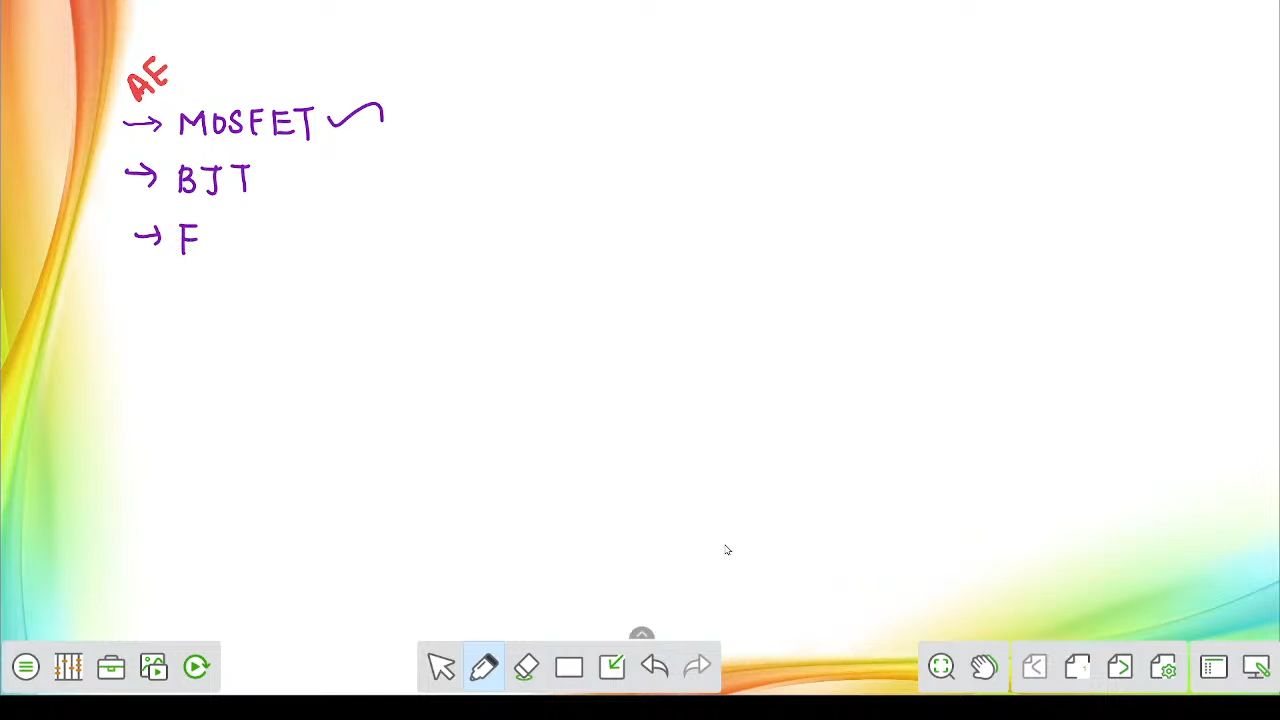 AE
→ MOSFET ✓
→ BJT
→ F